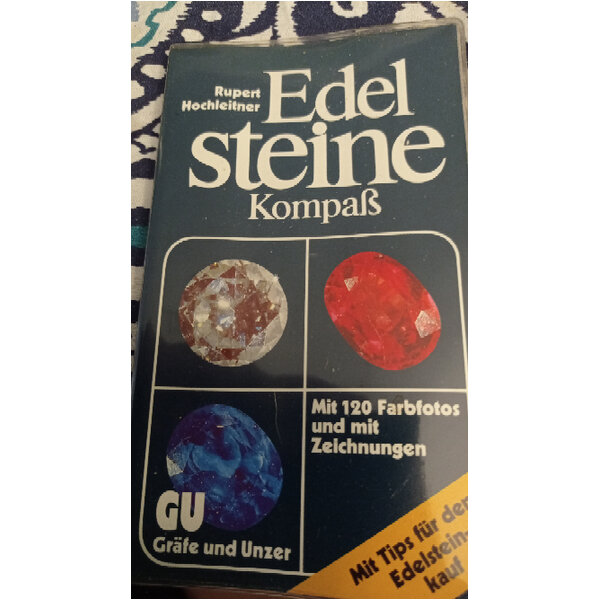 Rupert
Hochleitner
Edel
steine
Kompaß
Mit 120 Farbfotos
und mit
Zeichnungen
GU
Gräfe und Unzer
Mit Tips für den
Edelstein-
kauf